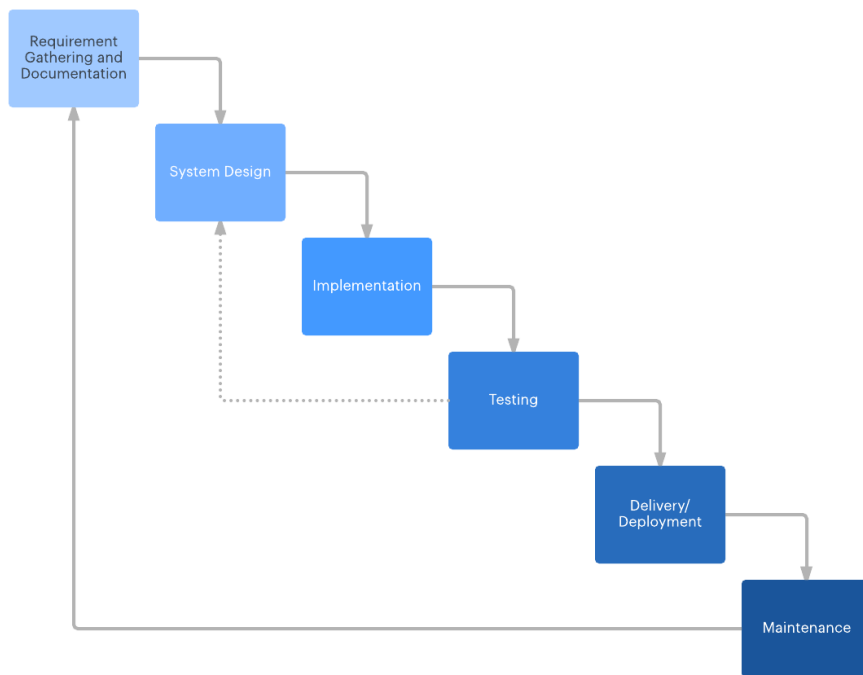 Requirement
Gathering and
Documentation
System Design
Implementation
Testing
Delivery/
Deployment
Maintenance